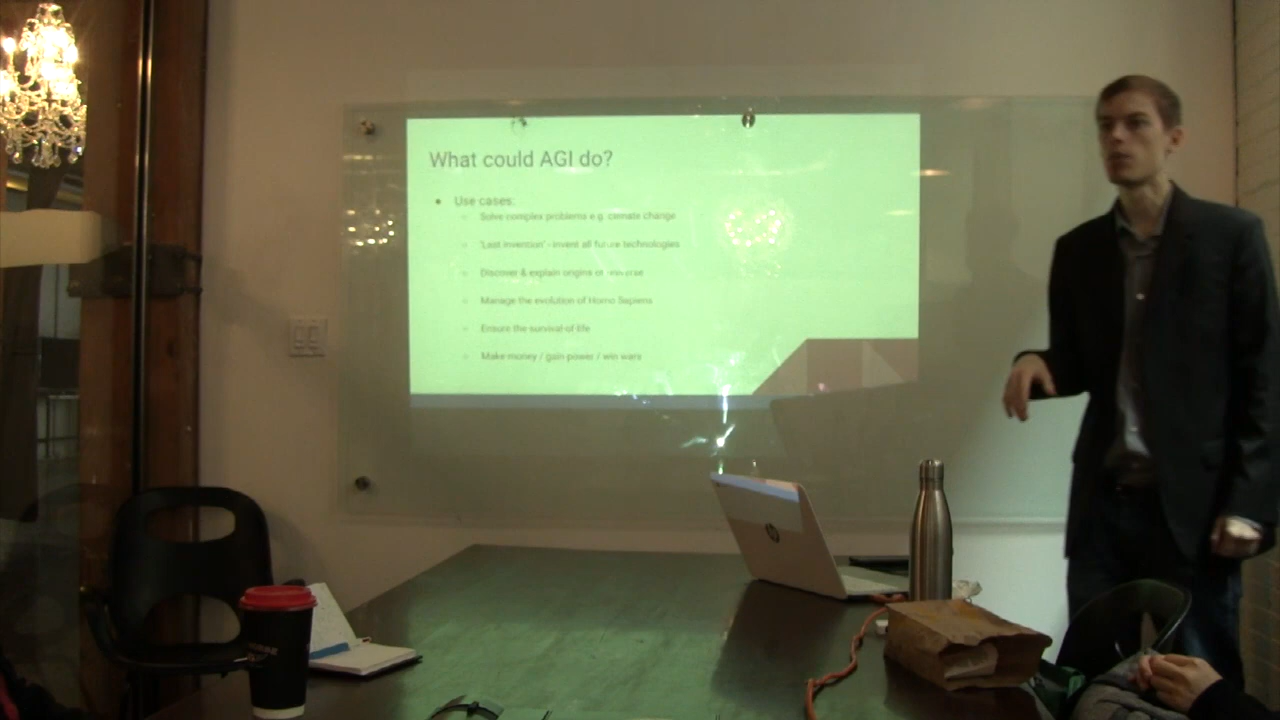 What could AGI do?
● Use cases:
○ Solve complex problems e.g. climate change
○ 'Last invention' - invent all future technologies
○ Discover & explain origins of universe
○ Manage the evolution of Homo Sapiens
○ Ensure the survival of life
○ Make money / gain power / win wars
hp